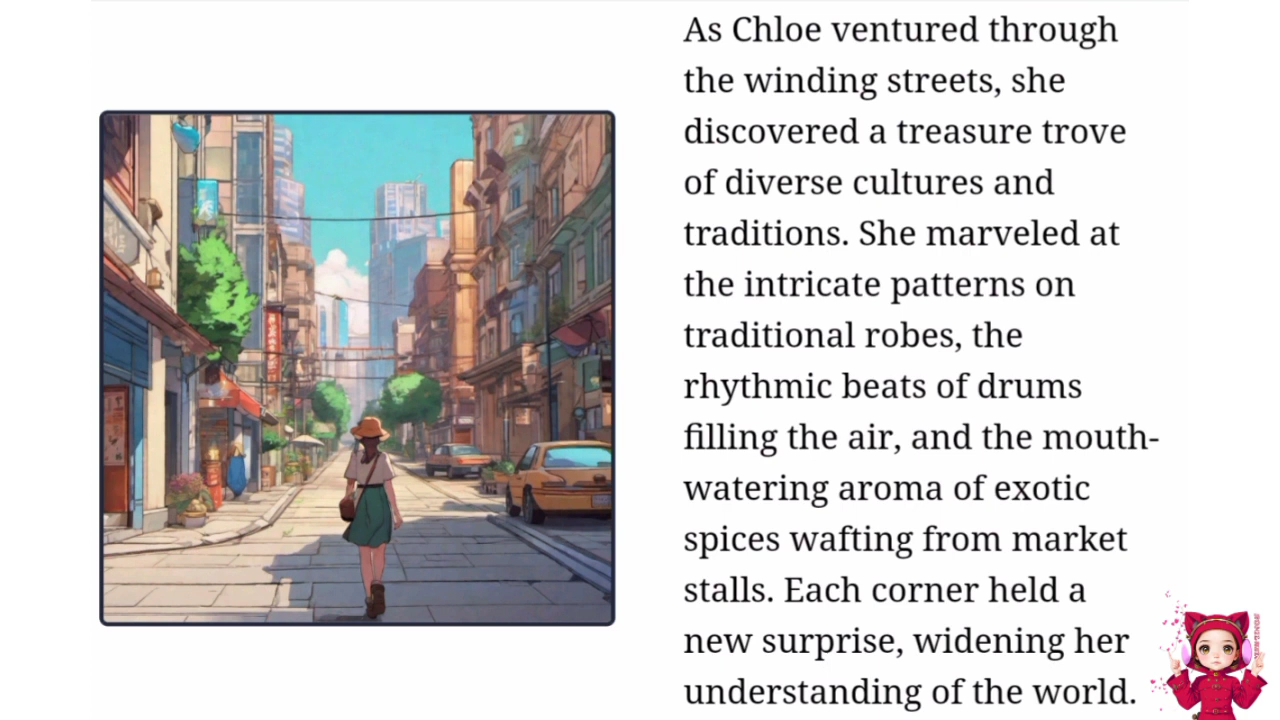 As Chloe ventured through
the winding streets, she
discovered a treasure trove
of diverse cultures and
traditions. She marveled at
the intricate patterns on
traditional robes, the
rhythmic beats of drums
filling the air, and the mouth-
watering aroma of exotic
spices wafting from market
stalls. Each corner held a
new surprise, widening her
understanding of the world.